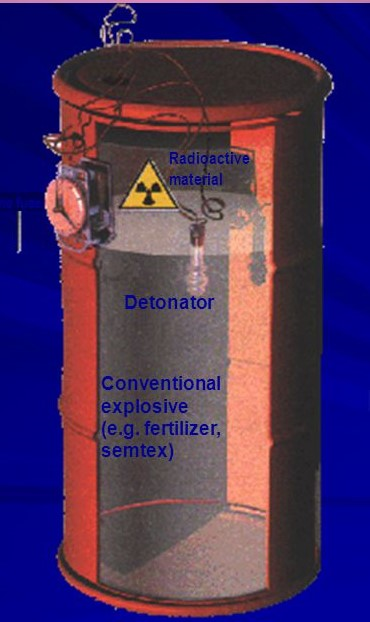 Radioactive
material
Detonator
Conventional
explosive
(e.g. fertilizer,
semtex)